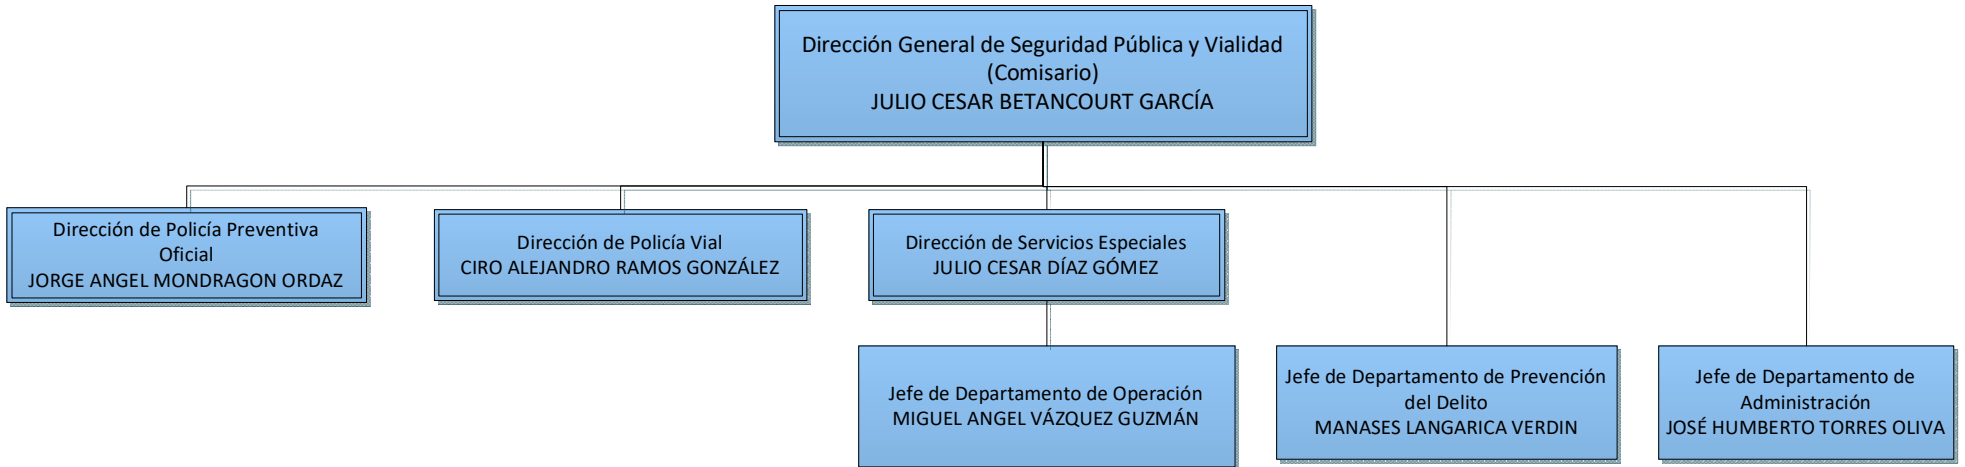 Dirección General de Seguridad Pública y Vialidad
(Comisario)
JULIO CESAR BETANCOURT GARCÍA
Dirección de Policía Preventiva
Oficial
JORGE ANGEL MONDRAGON ORDAZ
Dirección de Policía Vial
CIRO ALEJANDRO RAMOS GONZÁLEZ
Dirección de Servicios Especiales
JULIO CESAR DÍAZ GÓMEZ
Jefe de Departamento de Operación
MIGUEL ANGEL VÁZQUEZ GUZMÁN
Jefe de Departamento de Prevención
del Delito
MANASES LANGARICA VERDIN
Jefe de Departamento de
Administración
JOSÉ HUMBERTO TORRES OLIVA